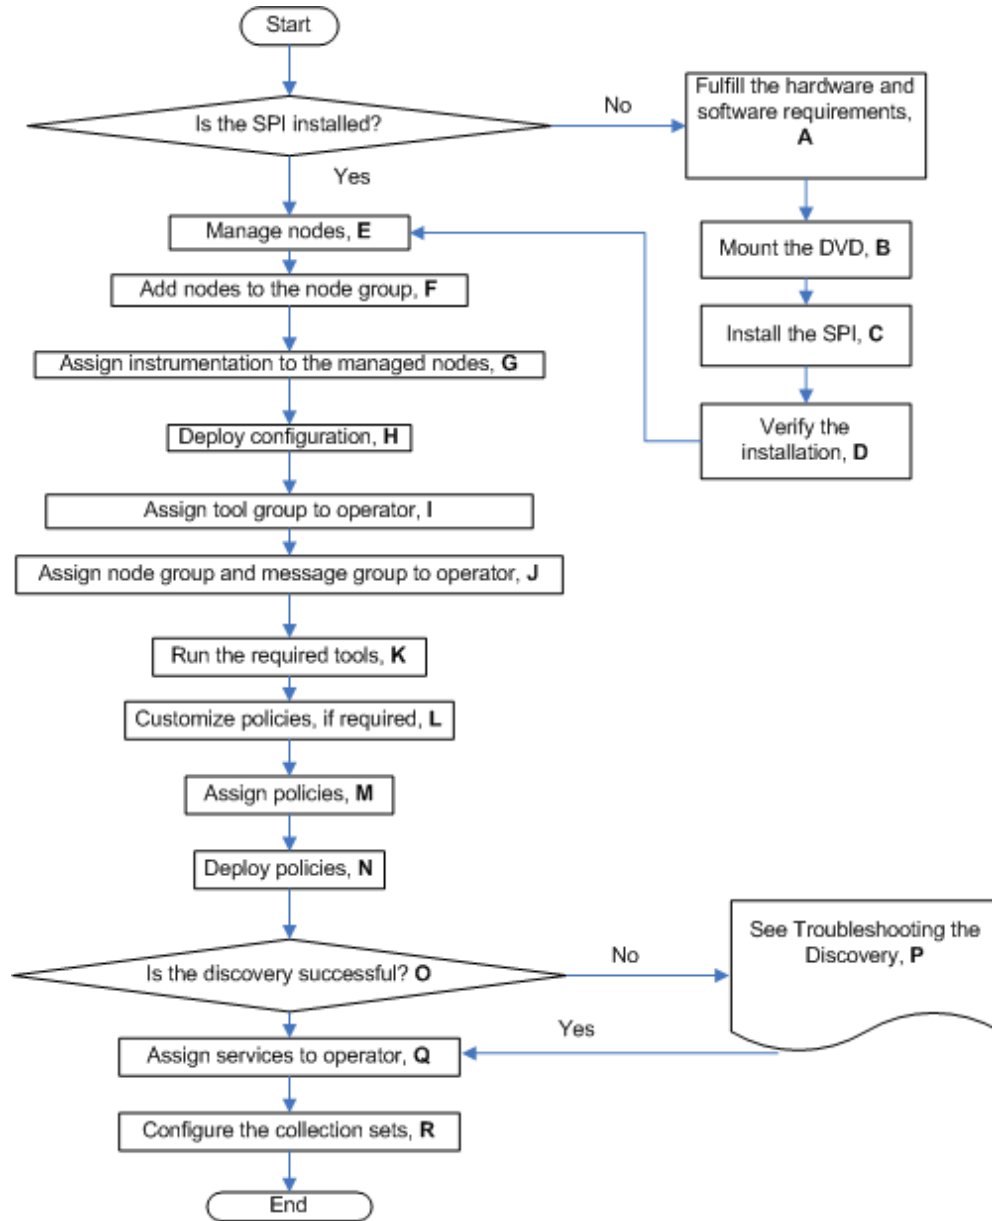 Start
Is the SPI installed?
No
Fulfill the hardware and
software requirements,
A
Yes
Manage nodes, E
Mount the DVD, B
Add nodes to the node group, F
Install the SPI, C
Assign instrumentation to the managed nodes, G
Verify the
installation, D
Deploy configuration, H
Assign tool group to operator, I
Assign node group and message group to operator, J
Run the required tools, K
Customize policies, if required, L
Assign policies, M
Deploy policies, N
Is the discovery successful? O
No
See Troubleshooting the
Discovery, P
Yes
Assign services to operator, Q
Configure the collection sets, R
End